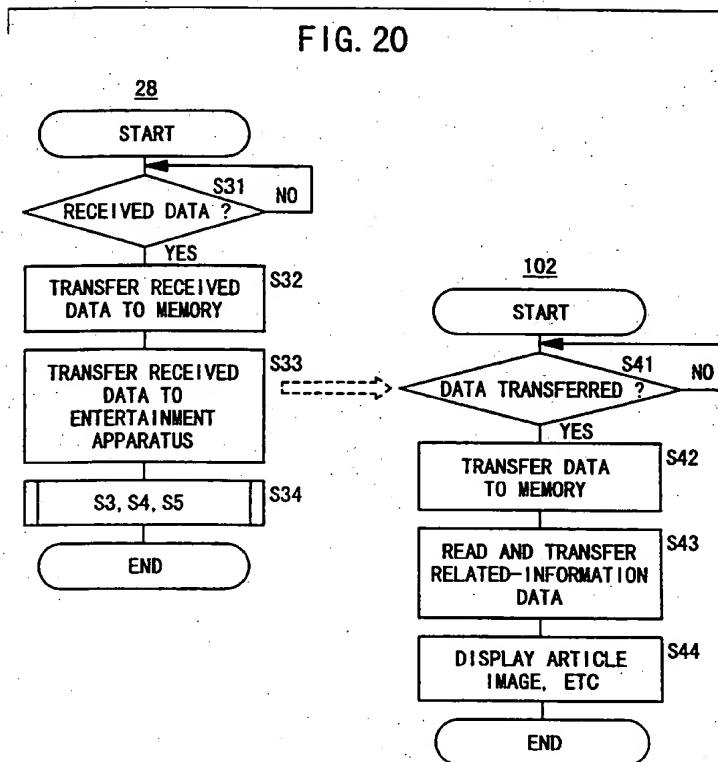 FIG. 20
28
START
S31
NO
RECEIVED DATA ?
YES
TRANSFER RECEIVED
DATA TO MEMORY
S32
TRANSFER RECEIVED
DATA TO
ENTERTAINMENT
APPARATUS
S33
S3, S4, S5
S34
END
102
START
S41
NO
DATA TRANSFERRED ?
YES
TRANSFER DATA
TO MEMORY
S42
READ AND TRANSFER
RELATED-INFORMATION
DATA
S43
DISPLAY ARTICLE
IMAGE, ETC
S44
END